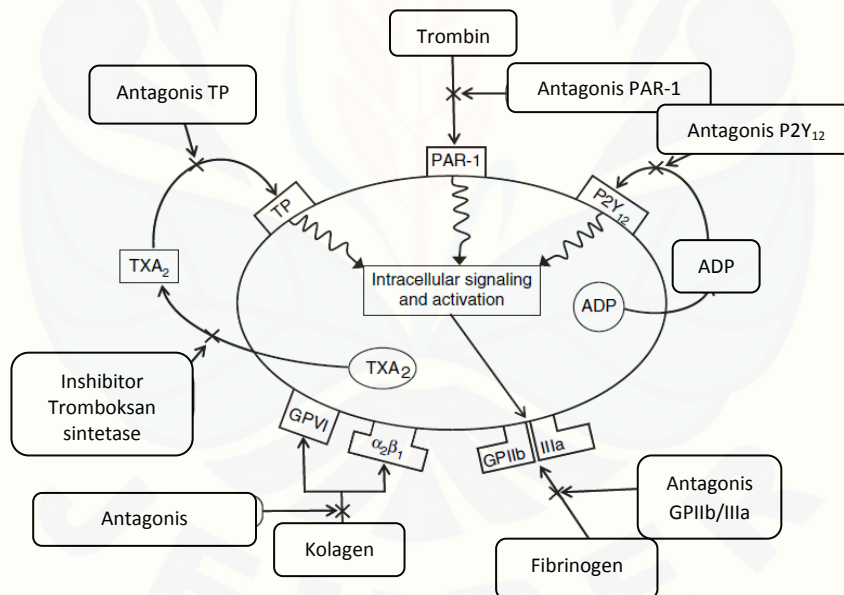 Trombin
Antagonis TP
Antagonis PAR-1
Antagonis P2Y₁₂
PAR-1
TP
P2Y₁₂
TXA₂
Intracellular signaling
and activation
ADP
ADP
TXA₂
Inshibitor
Tromboksan
sintetase
GPVI
α₂β₁
GPIIb
IIIa
Antagonis
GPIIb/IIIa
Antagonis
Kolagen
Fibrinogen